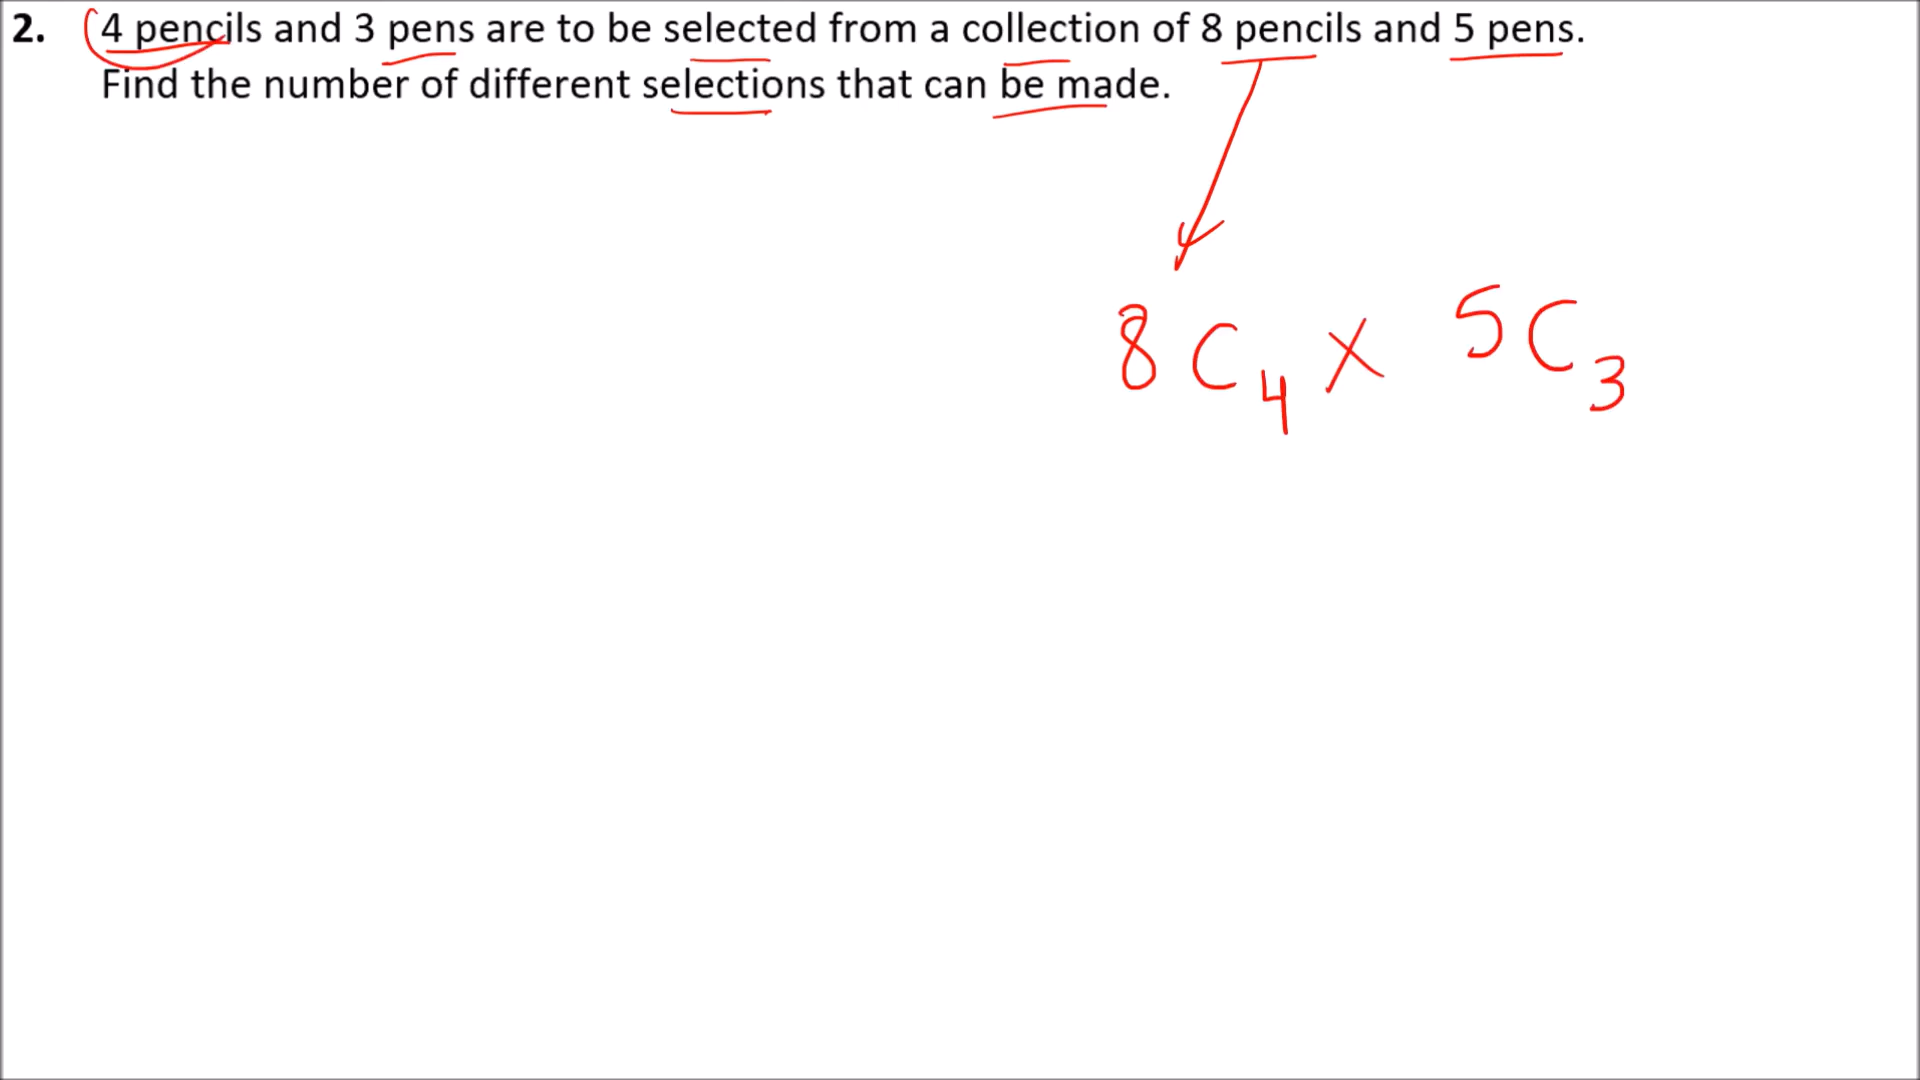 2. 4 pencils and 3 pens are to be selected from a collection of 8 pencils and 5 pens.
Find the number of different selections that can be made.
8C4 × 5C3